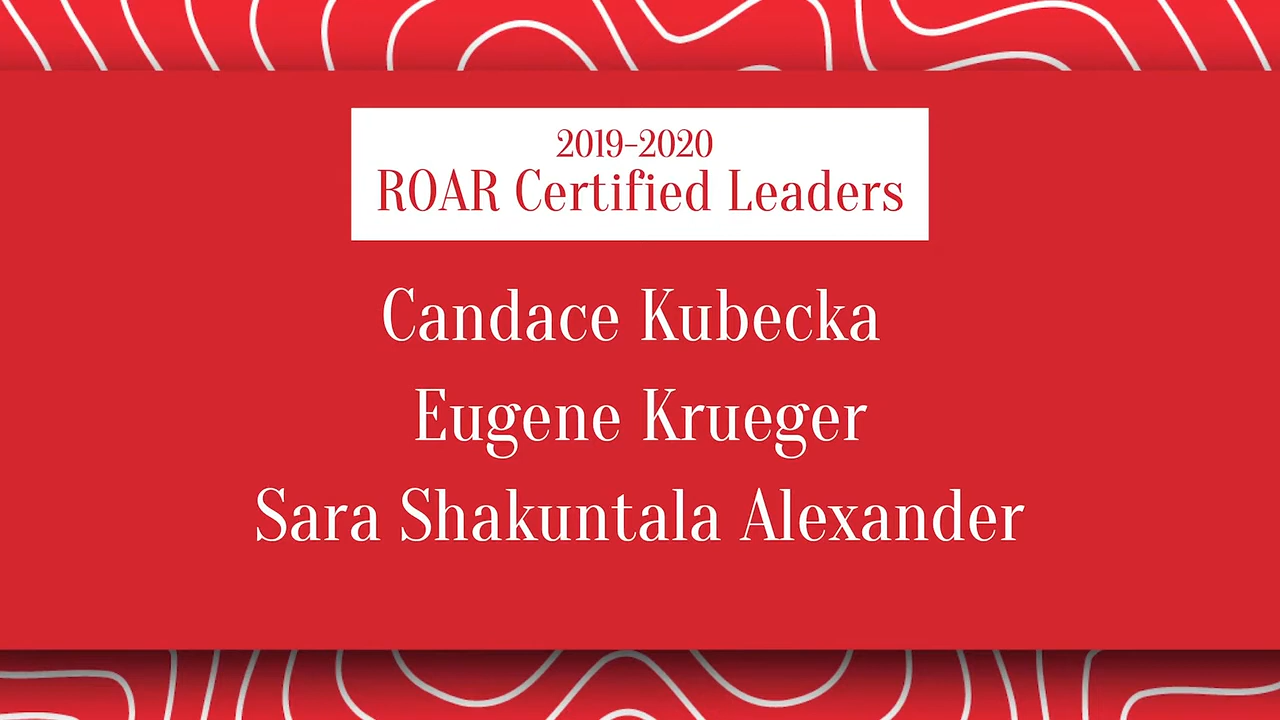 2019-2020
ROAR Certified Leaders
Candace Kubecka
Eugene Krueger
Sara Shakuntala Alexander